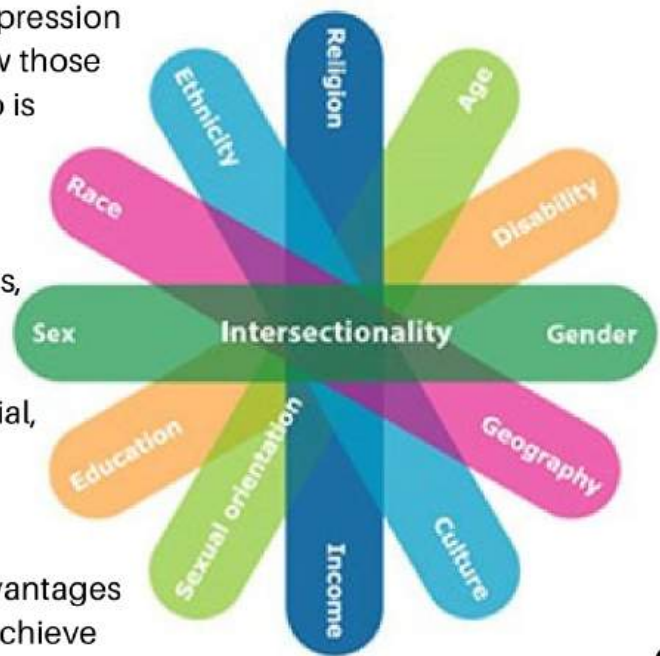 pression
w those
o is
s,
ial,
vantages
chieve
Religion
Age
Ethnicity
Disability
Race
Sex
Intersectionality
Gender
Education
Geography
Sexual orientation
Culture
Income